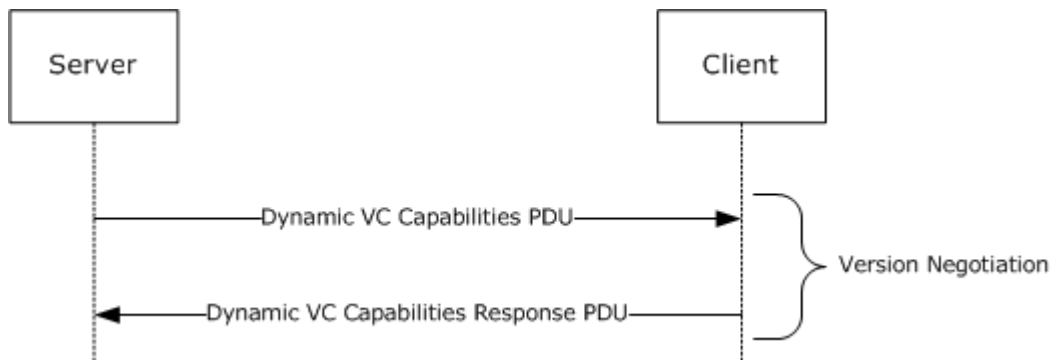 Server
Client
Dynamic VC Capabilities PDU
Version Negotiation
Dynamic VC Capabilities Response PDU